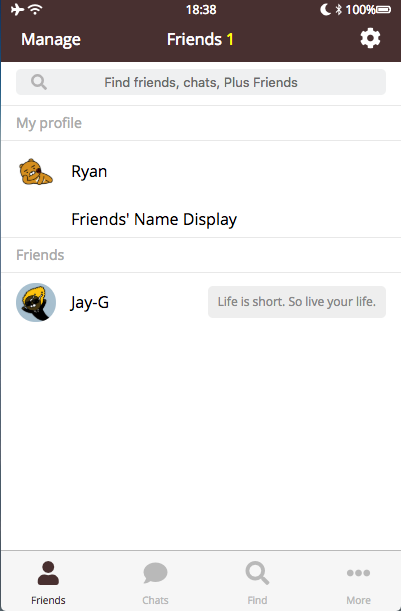 18:38
100%
Manage
Friends 1
Find friends, chats, Plus Friends
My profile
Ryan
Friends' Name Display
Friends
Jay-G
Life is short. So live your life.
Friends
Chats
Find
More